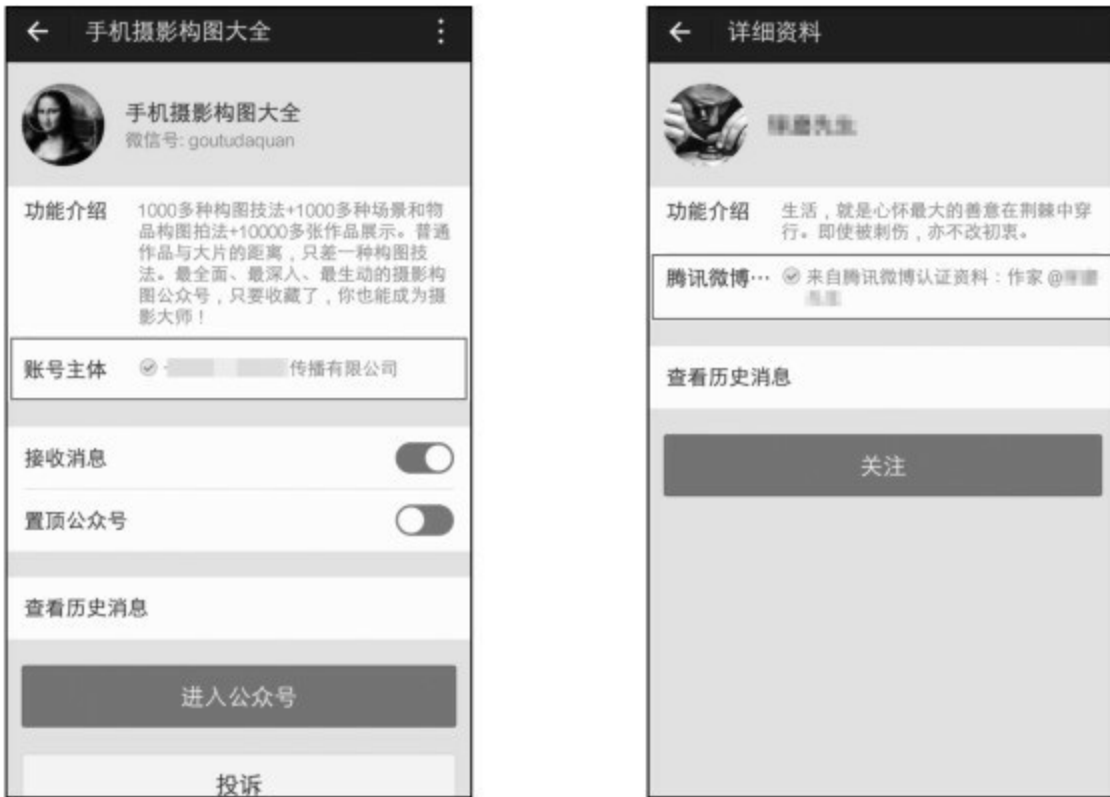 手机摄影构图大全
手机摄影构图大全
微信号: goutudaquan
功能介绍
1000多种构图技法+1000多种场景和物
品构图拍法+10000多张作品展示。普通
作品与大片的距离，只差一种构图技
法。最全面、最深入、最生动的摄影构
图公众号，只要收藏了，你也能成为摄
影大师！
账号主体
传播有限公司
接收消息
置顶公众号
查看历史消息
进入公众号
投诉
详细资料
功能介绍
生活，就是心怀最大的善意在荆棘中穿
行。即使被刺伤，亦不改初衷。
腾讯微博…
来自腾讯微博认证资料：作家@
查看历史消息
关注